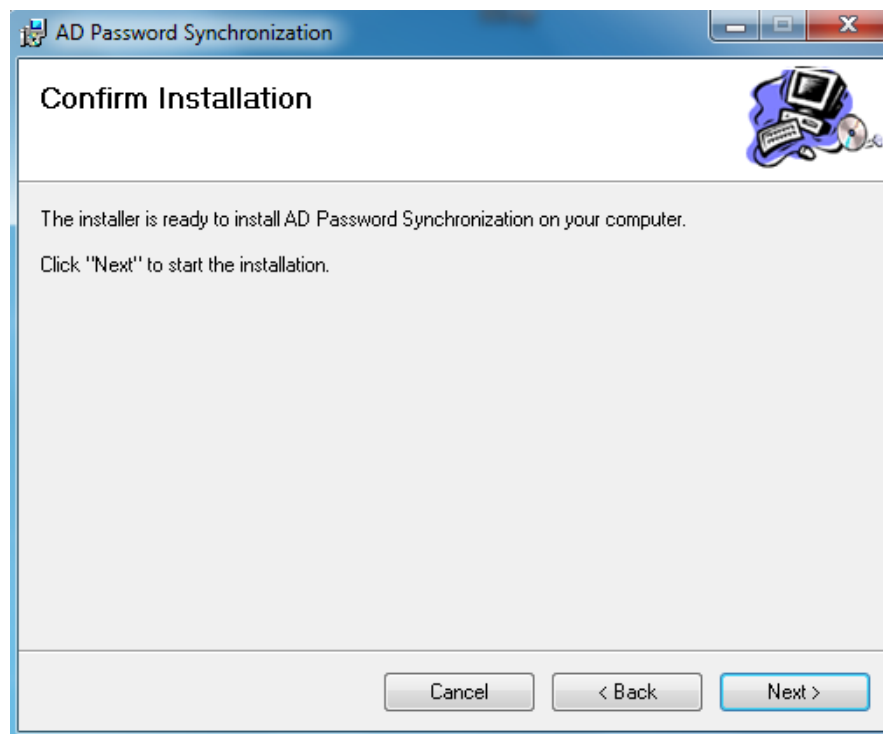 AD Password Synchronization
Confirm Installation
The installer is ready to install AD Password Synchronization on your computer.
Click "Next" to start the installation.
Cancel
< Back
Next >